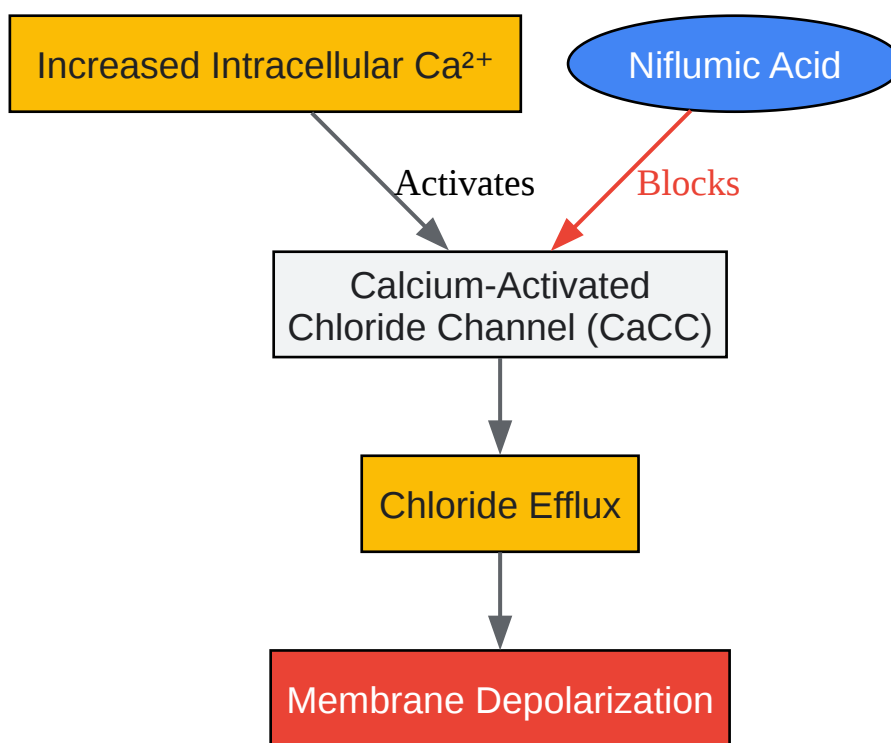 Increased Intracellular Ca²⁺
Niflumic Acid
Activates
Blocks
Calcium-Activated
Chloride Channel (CaCC)
Chloride Efflux
Membrane Depolarization